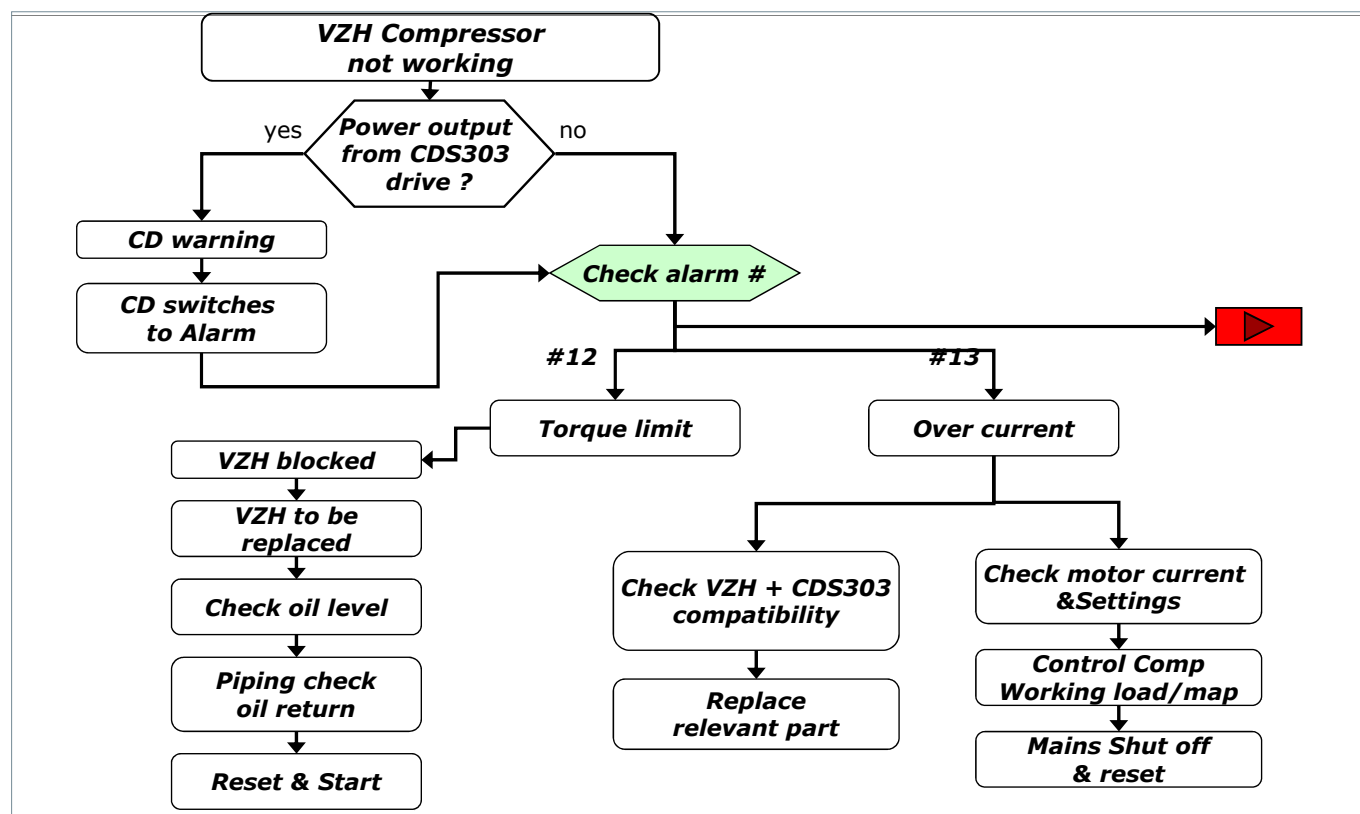 VZH Compressor
not working
yes
Power output
from CDS303
drive ?
no
CD warning
CD switches
to Alarm
Check alarm #
#12
#13
Torque limit
Over current
VZH blocked
VZH to be
replaced
Check oil level
Piping check
oil return
Reset & Start
Check VZH + CDS303
compatibility
Replace
relevant part
Check motor current
&Settings
Control Comp
Working load/map
Mains Shut off
& reset